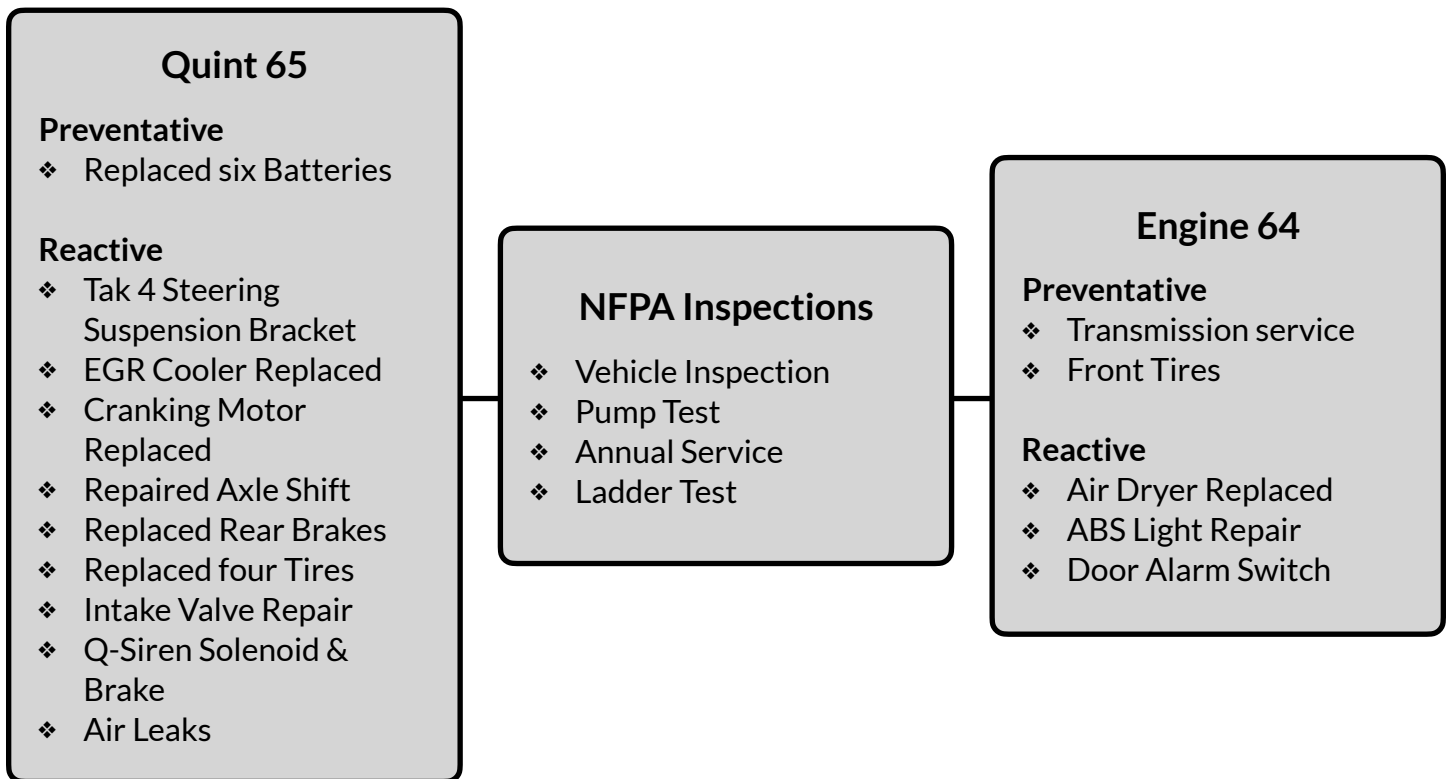 Quint 65
Preventative
❖ Replaced six Batteries
Reactive
❖ Tak 4 Steering
Suspension Bracket
❖ EGR Cooler Replaced
❖ Cranking Motor
Replaced
❖ Repaired Axle Shift
❖ Replaced Rear Brakes
❖ Replaced four Tires
❖ Intake Valve Repair
❖ Q-Siren Solenoid &
Brake
❖ Air Leaks
NFPA Inspections
❖ Vehicle Inspection
❖ Pump Test
❖ Annual Service
❖ Ladder Test
Engine 64
Preventative
❖ Transmission service
❖ Front Tires
Reactive
❖ Air Dryer Replaced
❖ ABS Light Repair
❖ Door Alarm Switch